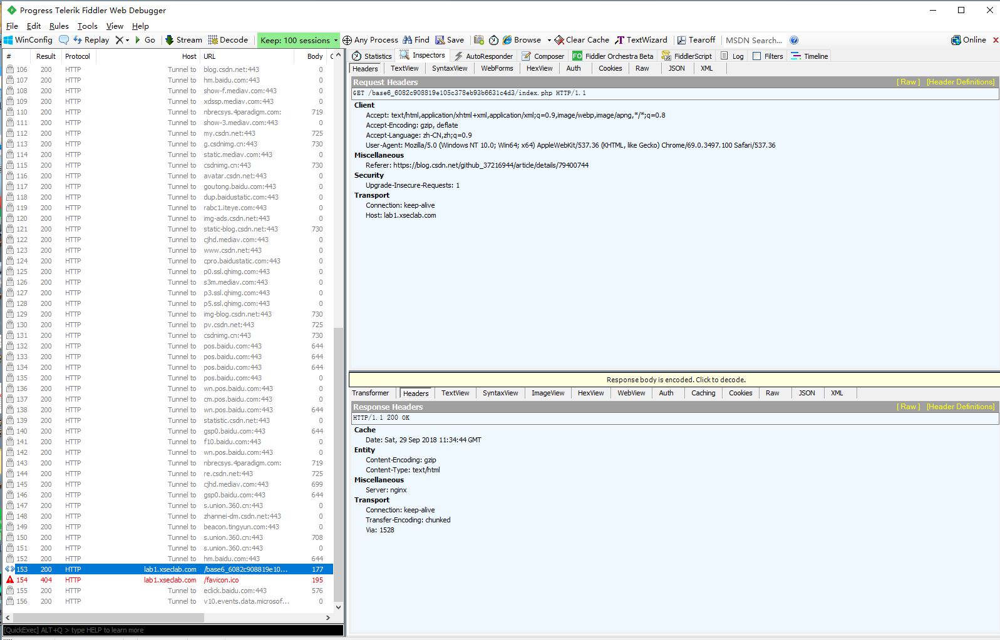 Progress Telerik Fiddler Web Debugger
File Edit Rules Tools View Help
WinConfig Replay Go Stream Decode Keep: 100 sessions Any Process Find Save Browse Clear Cache TextWizard Tearoff MSDN Search... Online
# Result Protocol Host URL Body C
106 200 HTTP Tunnel to blog.csdn.net:443 0
107 200 HTTP Tunnel to hm.baidu.com:443 0
108 200 HTTP Tunnel to show-f.mediav.com:443 0
109 200 HTTP Tunnel to xdssp.mediav.com:443 0
110 200 HTTP Tunnel to nbrecsys.4paradigm.com: 719
111 200 HTTP Tunnel to show-3.mediav.com:443 0
112 200 HTTP Tunnel to my.csdn.net:443 725
113 200 HTTP Tunnel to g.csdnimg.cn:443 730
114 200 HTTP Tunnel to static.mediav.com:443 0
115 200 HTTP Tunnel to csdnimg.cn:443 730
116 200 HTTP Tunnel to avatar.csdn.net:443 0
117 200 HTTP Tunnel to goutong.baidu.com:443 0
118 200 HTTP Tunnel to dup.baidustatic.com:443 0
119 200 HTTP Tunnel to rabc1.iteye.com:443 0
120 200 HTTP Tunnel to img-ads.csdn.net:443 0
121 200 HTTP Tunnel to static-blog.csdn.net:443 730
122 200 HTTP Tunnel to cjhd.mediav.com:443 0
123 200 HTTP Tunnel to www.csdn.net:443 0
124 200 HTTP Tunnel to cpro.baidustatic.com:443 0
125 200 HTTP Tunnel to p0.ssl.qhimg.com:443 0
126 200 HTTP Tunnel to s3m.mediav.com:443 0
127 200 HTTP Tunnel to p3.ssl.qhimg.com:443 0
128 200 HTTP Tunnel to p5.ssl.qhimg.com:443 0
129 200 HTTP Tunnel to img-blog.csdn.net:443 730
130 200 HTTP Tunnel to pv.csdn.net:443 725
131 200 HTTP Tunnel to csdnimg.cn:443 730
132 200 HTTP Tunnel to pos.baidu.com:443 644
133 200 HTTP Tunnel to pos.baidu.com:443 644
134 200 HTTP Tunnel to pos.baidu.com:443 644
135 200 HTTP Tunnel to pos.baidu.com:443 0
136 200 HTTP Tunnel to wn.pos.baidu.com:443 0
137 200 HTTP Tunnel to cm.pos.baidu.com:443 0
138 200 HTTP Tunnel to wn.pos.baidu.com:443 644
139 200 HTTP Tunnel to statistic.csdn.net:443 0
140 200 HTTP Tunnel to gsp0.baidu.com:443 644
141 200 HTTP Tunnel to f10.baidu.com:443 0
142 200 HTTP Tunnel to wn.pos.baidu.com:443 0
143 200 HTTP Tunnel to nbrecsys.4paradigm.com: 719
144 200 HTTP Tunnel to re.csdn.net:443 725
145 200 HTTP Tunnel to cjhd.mediav.com:443 699
146 200 HTTP Tunnel to gsp0.baidu.com:443 644
147 200 HTTP Tunnel to s.union.360.cn:443 0
148 200 HTTP Tunnel to zhannei-dm.csdn.net:443 0
149 200 HTTP Tunnel to beacon.tingyun.com:443 0
150 200 HTTP Tunnel to s.union.360.cn:443 708
151 200 HTTP Tunnel to s.union.360.cn:443 0
152 200 HTTP Tunnel to hm.baidu.com:443 644
153 200 HTTP lab1.xseclab.com /base6_6082c908819e10... 177
154 404 HTTP lab1.xseclab.com /favicon.ico 195
155 200 HTTP Tunnel to eclick.baidu.com:443 576
156 200 HTTP Tunnel to v10.events.data.microsof... 0
[QuickExec] ALT+Q > type HELP to learn more
Statistics Inspectors AutoResponder Composer FO Fiddler Orchestra Beta FiddlerScript Log Filters Timeline
Headers TextView SyntaxView WebForms HexView Auth Cookies Raw JSON XML
Request Headers [ Raw ] [Header Definitions]
GET /base6_6082c908819e105c378eb93b6631c4d3/index.php HTTP/1.1
Client
Accept: text/html,application/xhtml+xml,application/xml;q=0.9,image/webp,image/apng,*/*;q=0.8
Accept-Encoding: gzip, deflate
Accept-Language: zh-CN,zh;q=0.9
User-Agent: Mozilla/5.0 (Windows NT 10.0; Win64; x64) AppleWebKit/537.36 (KHTML, like Gecko) Chrome/69.0.3497.100 Safari/537.36
Miscellaneous
Referer: https://blog.csdn.net/github_37216944/article/details/79400744
Security
Upgrade-Insecure-Requests: 1
Transport
Connection: keep-alive
Host: lab1.xseclab.com
Response body is encoded. Click to decode.
Transformer Headers TextView SyntaxView ImageView HexView WebView Auth Caching Cookies Raw JSON XML
Response Headers [ Raw ] [Header Definitions]
HTTP/1.1 200 OK
Cache
Date: Sat, 29 Sep 2018 11:34:44 GMT
Entity
Content-Encoding: gzip
Content-Type: text/html
Miscellaneous
Server: nginx
Transport
Connection: keep-alive
Transfer-Encoding: chunked
Via: 1528